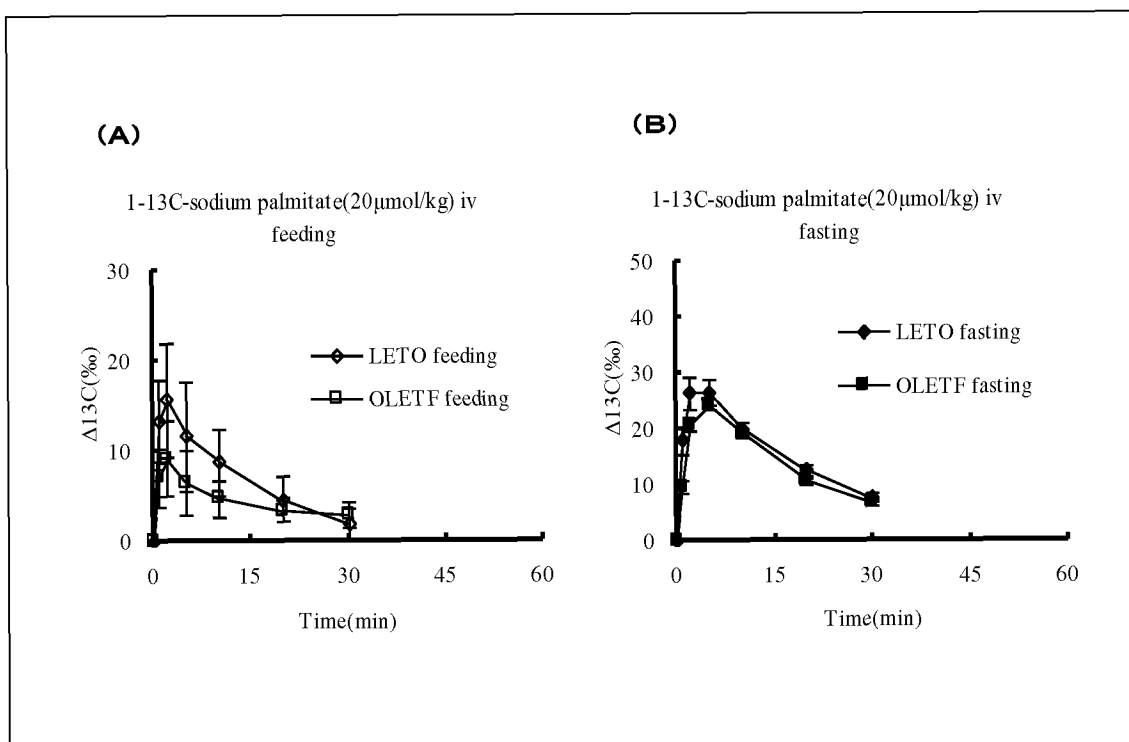 (A)
1-13C-sodium palmitate(20μmol/kg) iv
feeding
30
20
10
0
Δ13C(‰)
LETO feeding
OLETF feeding
0 15 30 45 60
Time(min)
(B)
1-13C-sodium palmitate(20μmol/kg) iv
fasting
50
40
30
20
10
0
Δ13C(‰)
LETO fasting
OLETF fasting
0 15 30 45 60
Time(min)